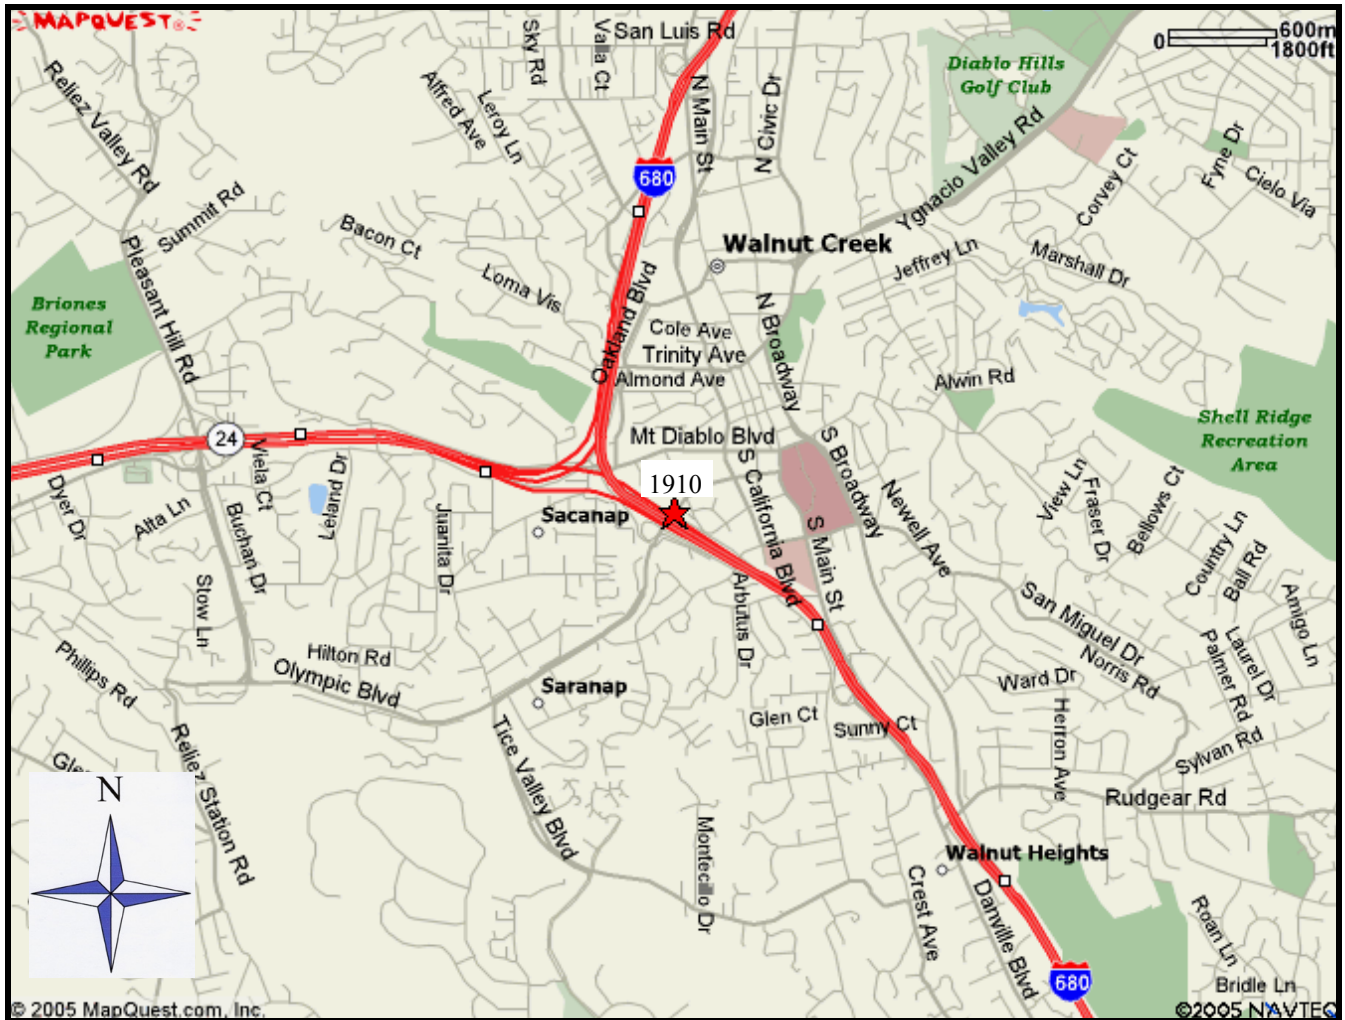 MAPQUEST
San Luis Rd
600m
0
1800ft
Sky Rd
Valla Ct
Reliez Valley Rd
Alfred Ave
Leroy Ln
N Main St
N Civic Dr
Diablo Hills
Golf Club
Ygnacio Valley Rd
Fyne Dr
Cielo Via
Corvey Ct
680
Summit Rd
Bacon Ct
Loma Vis
Walnut Creek
Jeffrey Ln
Marshall Dr
Pleasant Hill Rd
Briones
Regional
Park
Oakland Blvd
N Broadway
Cole Ave
Trinity Ave
Almond Ave
Alwin Rd
Shell Ridge
Recreation
Area
24
Mt Diablo Blvd
S Broadway
S California Blvd
S Main St
Newell Ave
View Ln
Fraser Dr
Bellows Ct
Country Ln
Ball Rd
Amigo Ln
1910
Dyer Dr
Alta Ln
Viela Ct
Buchan Dr
Leland Dr
Juanita Dr
Sacanap
Arbutus Dr
Stow Ln
San Miguel Dr
Norris Rd
Laurel Dr
Palmer Rd
Phillips Rd
Hilton Rd
Olympic Blvd
Saranap
Ward Dr
Herron Ave
Glen Ct
Sunny Ct
Sylvan Rd
Reliez Station Rd
Tice Valley Blvd
Rudgear Rd
Montecillo Dr
Walnut Heights
Crest Ave
Danville Blvd
Roan Ln
N
680
Bridle Ln
© 2005 MapQuest.com, Inc.
©2005 NAVTEQ